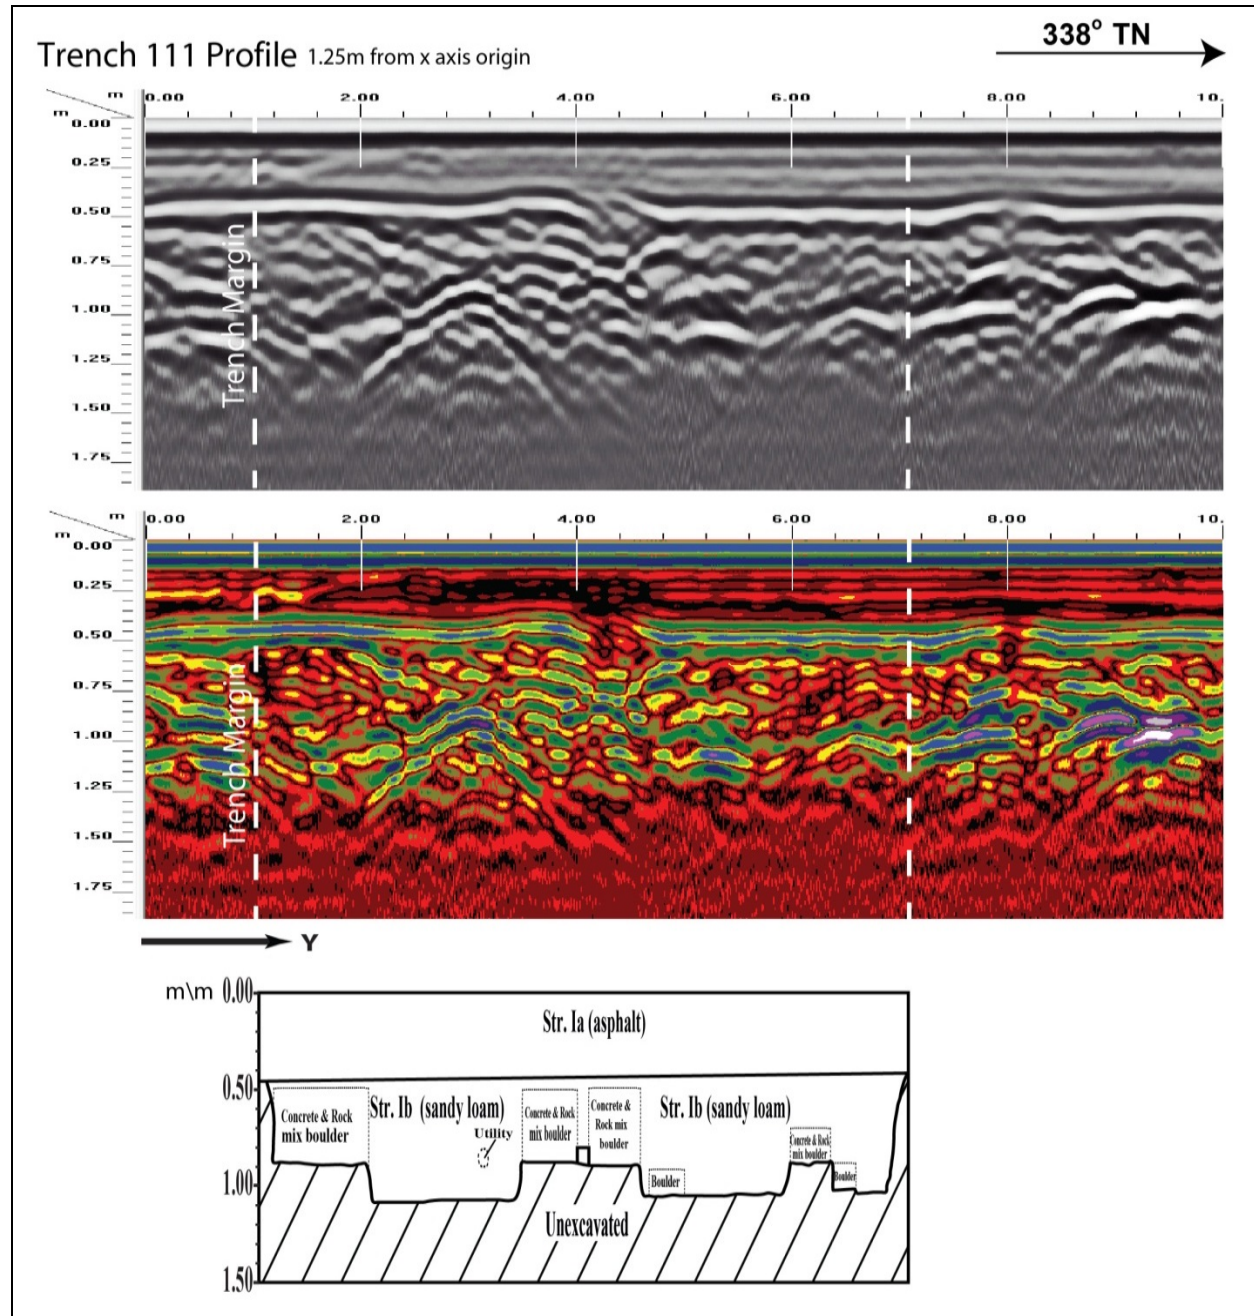 338° TN
Trench 111 Profile 1.25m from x axis origin
m 0.00 2.00 4.00 6.00 8.00 10.
m
0.00
0.25
0.50
0.75
1.00
1.25
1.50
1.75
Trench Margin
m 0.00 2.00 4.00 6.00 8.00 10.
m
0.00
0.25
0.50
0.75
1.00
1.25
1.50
1.75
Trench Margin
Y
m\m 0.00
Str. Ia (asphalt)
0.50
Concrete & Rock
mix boulder
Str. Ib (sandy loam)
Utility
Concrete & Rock
mix boulder
Concrete &
Rock mix
boulder
Str. Ib (sandy loam)
Boulder
Concrete & Rock
mix boulder
Boulder
1.00
Unexcavated
1.50